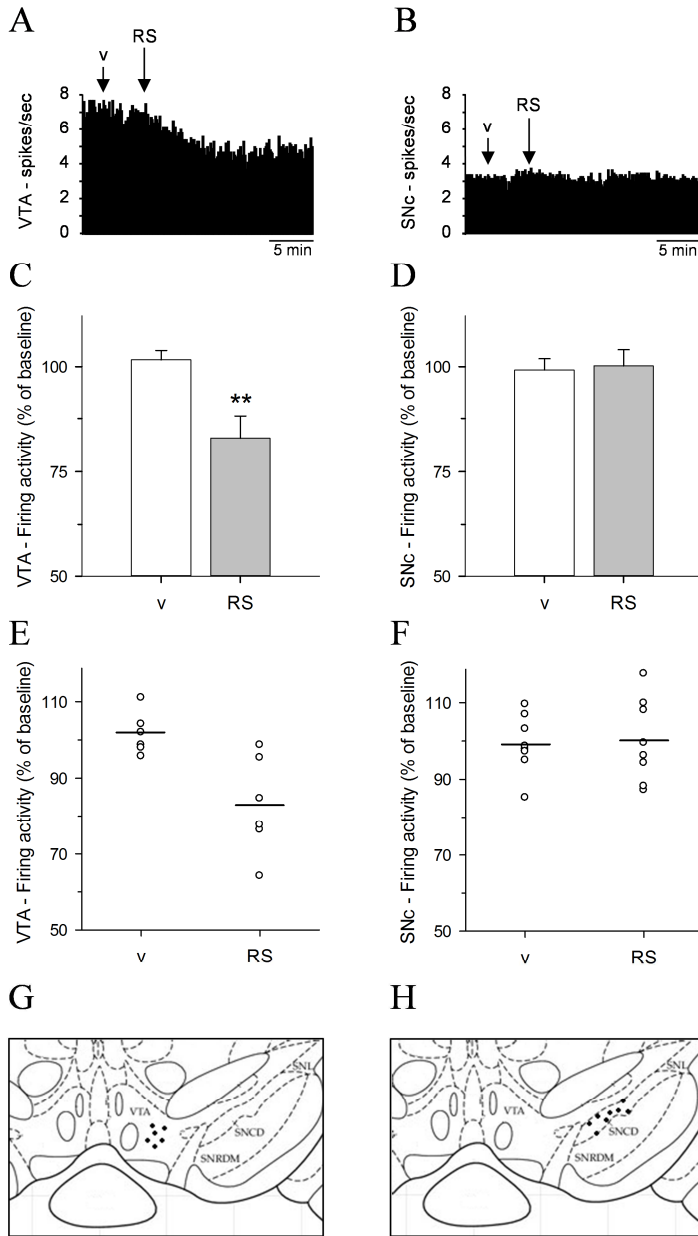 A
v
RS
VTA - spikes/sec
8
6
4
2
0
5 min
B
v
RS
SNc - spikes/sec
8
6
4
2
0
5 min
C
VTA - Firing activity (% of baseline)
100
75
50
**
v
RS
D
SNc - Firing activity (% of baseline)
100
75
50
v
RS
E
VTA - Firing activity (% of baseline)
110
90
70
50
v
RS
F
SNc - Firing activity (% of baseline)
110
90
70
50
v
RS
G
SNL
VTA
SNCD
SNRDM
H
SNL
VTA
SNCD
SNRDM